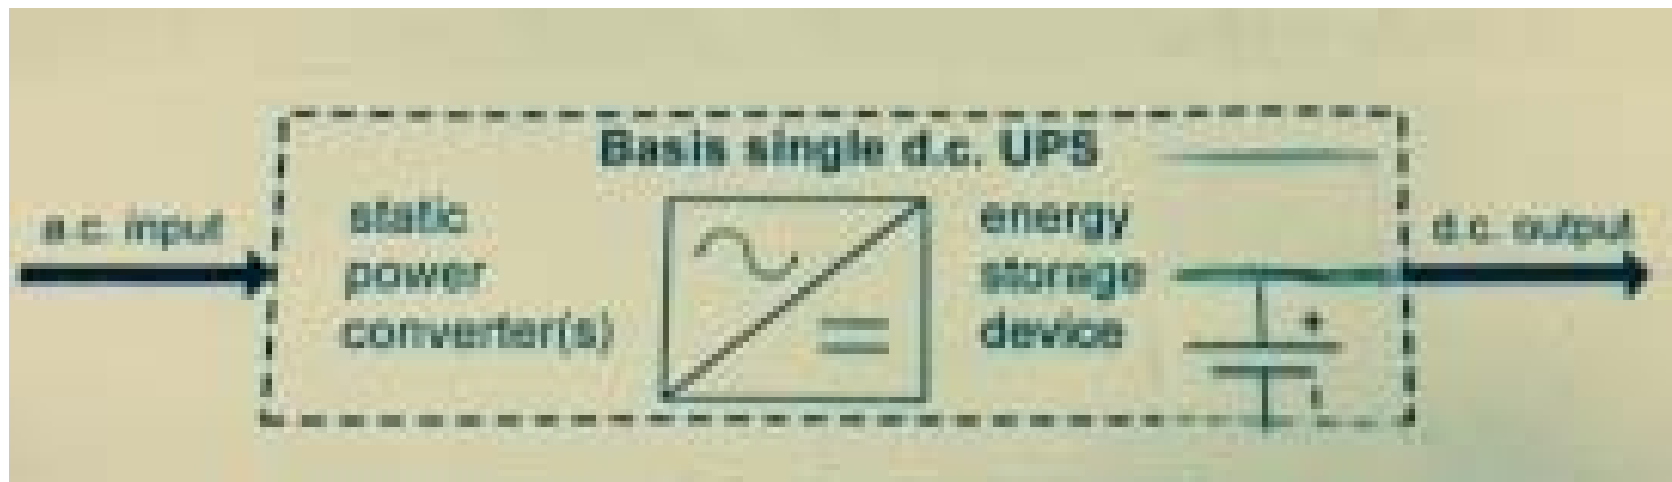 Basis single d.c. UPS
a.c. input
static
power
converter(s)
energy
storage
device
d.c. output